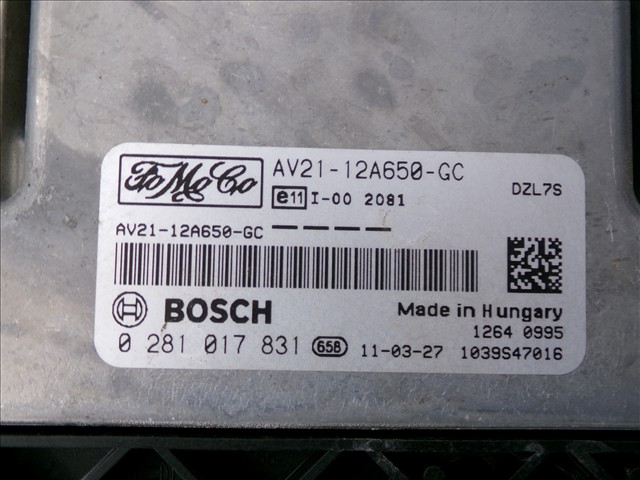 FoMoCo
AV21-12A650-GC
DZL7S
e11 I-00 2081
AV21-12A650-GC
BOSCH
Made in Hungary
1264 0995
0 281 017 831 658 11-03-27 1039S47016